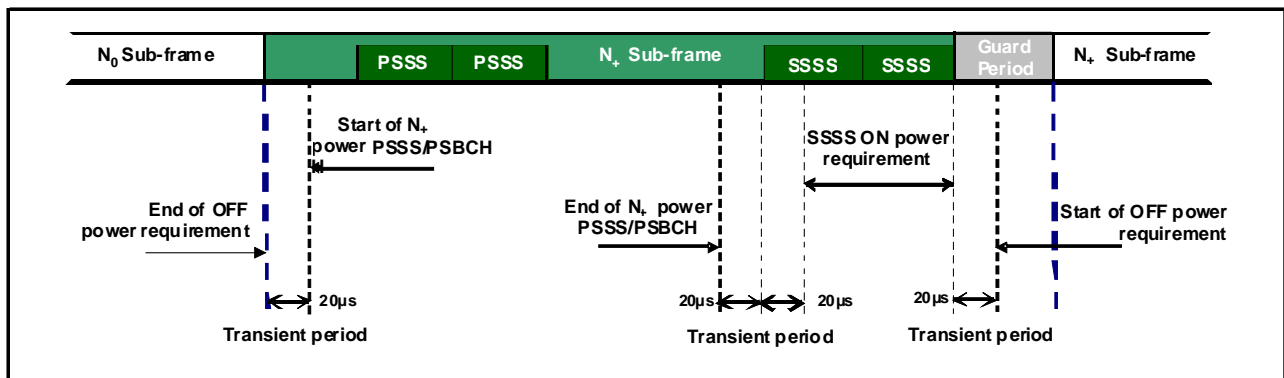 N0 Sub-frame
PSSS
PSSS
N+ Sub-frame
SSSS
SSSS
Guard
Period
N+ Sub-frame
Start of N+
power PSSS/PSBCH
SSSS ON power
requirement
End of OFF
power requirement
End of N+ power
PSSS/PSBCH
Start of OFF power
requirement
20µs
20µs
20µs
20µs
Transient period
Transient period
Transient period